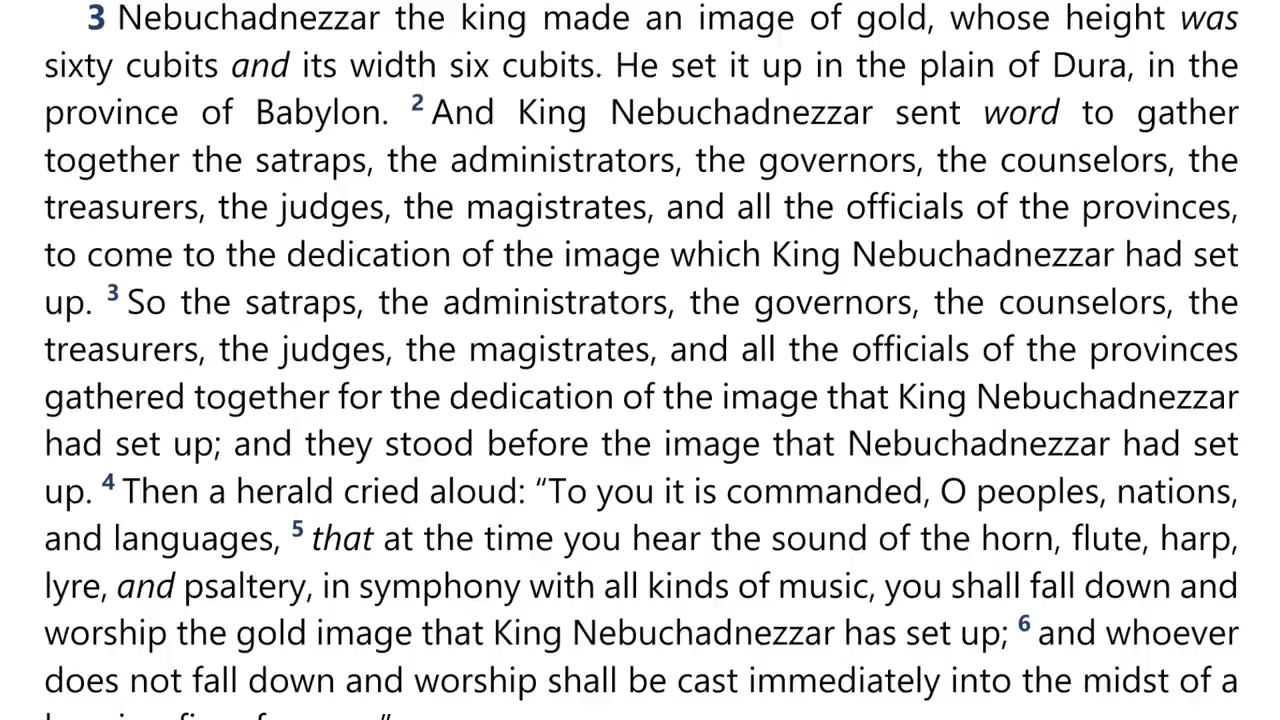 3 Nebuchadnezzar the king made an image of gold, whose height was
sixty cubits and its width six cubits. He set it up in the plain of Dura, in the
province of Babylon. 2 And King Nebuchadnezzar sent word to gather
together the satraps, the administrators, the governors, the counselors, the
treasurers, the judges, the magistrates, and all the officials of the provinces,
to come to the dedication of the image which King Nebuchadnezzar had set
up. 3 So the satraps, the administrators, the governors, the counselors, the
treasurers, the judges, the magistrates, and all the officials of the provinces
gathered together for the dedication of the image that King Nebuchadnezzar
had set up; and they stood before the image that Nebuchadnezzar had set
up. 4 Then a herald cried aloud: “To you it is commanded, O peoples, nations,
and languages, 5 that at the time you hear the sound of the horn, flute, harp,
lyre, and psaltery, in symphony with all kinds of music, you shall fall down and
worship the gold image that King Nebuchadnezzar has set up; 6 and whoever
does not fall down and worship shall be cast immediately into the midst of a